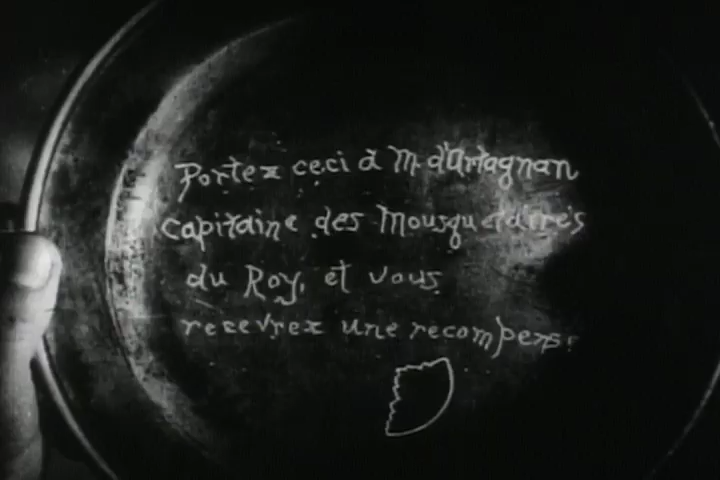 Portez ceci à M. d'Artagnan
Capitaine des Mousquetaires
du Roy, et vous
recevrez une recompense